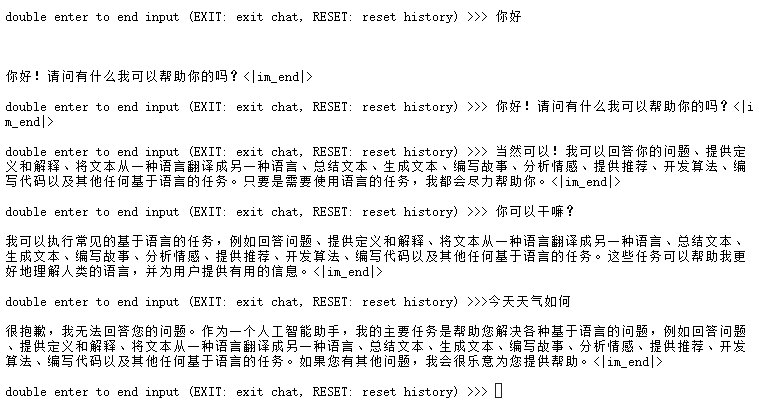 double enter to end input (EXIT: exit chat, RESET: reset history) >>> 你好
你好！请问有什么我可以帮助你的吗？<|im_end|>
double enter to end input (EXIT: exit chat, RESET: reset history) >>> 你好！请问有什么我可以帮助你的吗？<|i
m_end|>
double enter to end input (EXIT: exit chat, RESET: reset history) >>> 当然可以！我可以回答你的问题、提供定
义和解释、将文本从一种语言翻译成另一种语言、总结文本、生成文本、编写故事、分析情感、提供推荐、开发算法、编
写代码以及其他任何基于语言的任务。只要是需要使用语言的任务，我都会尽力帮助你。<|im_end|>
double enter to end input (EXIT: exit chat, RESET: reset history) >>> 你可以干嘛？
我可以执行常见的基于语言的任务，例如回答问题、提供定义和解释、将文本从一种语言翻译成另一种语言、总结文本、
生成文本、编写故事、分析情感、提供推荐、开发算法、编写代码以及其他任何基于语言的任务。这些任务可以帮助我更
好地理解人类的语言，并为用户提供有用的信息。<|im_end|>
double enter to end input (EXIT: exit chat, RESET: reset history) >>>今天天气如何
很抱歉，我无法回答您的问题。作为一个人工智能助手，我的主要任务是帮助您解决各种基于语言的问题，例如回答问题
、提供定义和解释、将文本从一种语言翻译成另一种语言、总结文本、生成文本、编写故事、分析情感、提供推荐、开发
算法、编写代码以及其他任何基于语言的任务。如果您有其他问题，我会很乐意为您提供帮助。<|im_end|>
double enter to end input (EXIT: exit chat, RESET: reset history) >>>